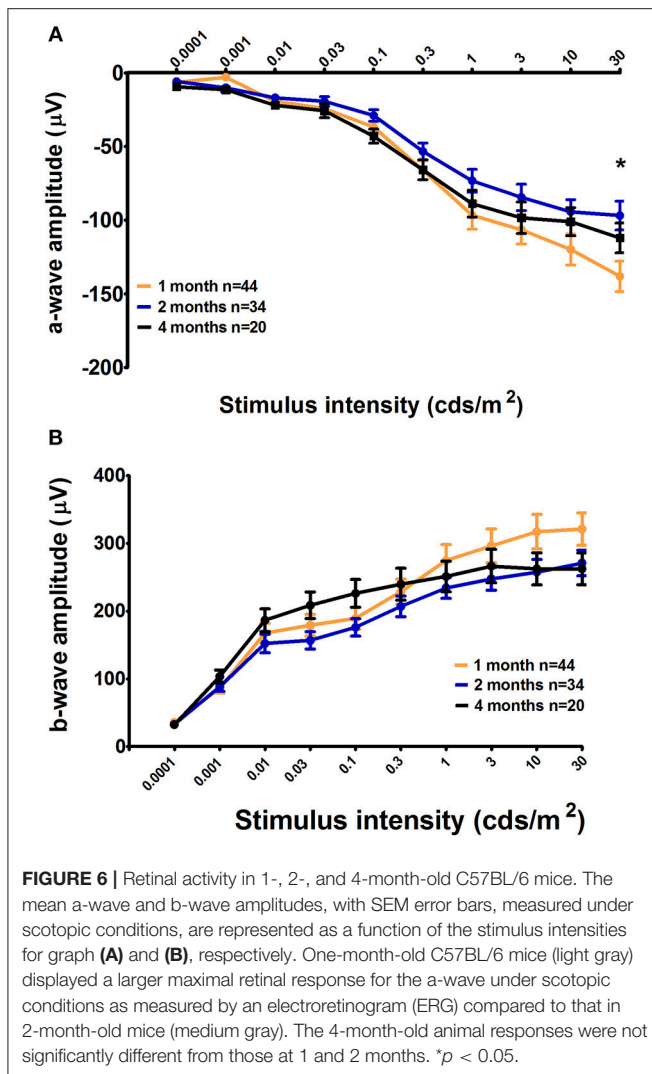 A
0.0001 0.001 0.01 0.03 0.1 0.3 1 3 10 30
0
-50
-100
-150
-200
a-wave amplitude (μV)
*
1 month n=44
2 months n=34
4 months n=20
Stimulus intensity (cds/m²)
B
400
300
200
100
0
b-wave amplitude (μV)
1 month n=44
2 months n=34
4 months n=20
0.0001 0.001 0.01 0.03 0.1 0.3 1 3 10 30
Stimulus intensity (cds/m²)
FIGURE 6 | Retinal activity in 1-, 2-, and 4-month-old C57BL/6 mice. The
mean a-wave and b-wave amplitudes, with SEM error bars, measured under
scotopic conditions, are represented as a function of the stimulus intensities
for graph (A) and (B), respectively. One-month-old C57BL/6 mice (light gray)
displayed a larger maximal retinal response for the a-wave under scotopic
conditions as measured by an electroretinogram (ERG) compared to that in
2-month-old mice (medium gray). The 4-month-old animal responses were not
significantly different from those at 1 and 2 months. *p < 0.05.